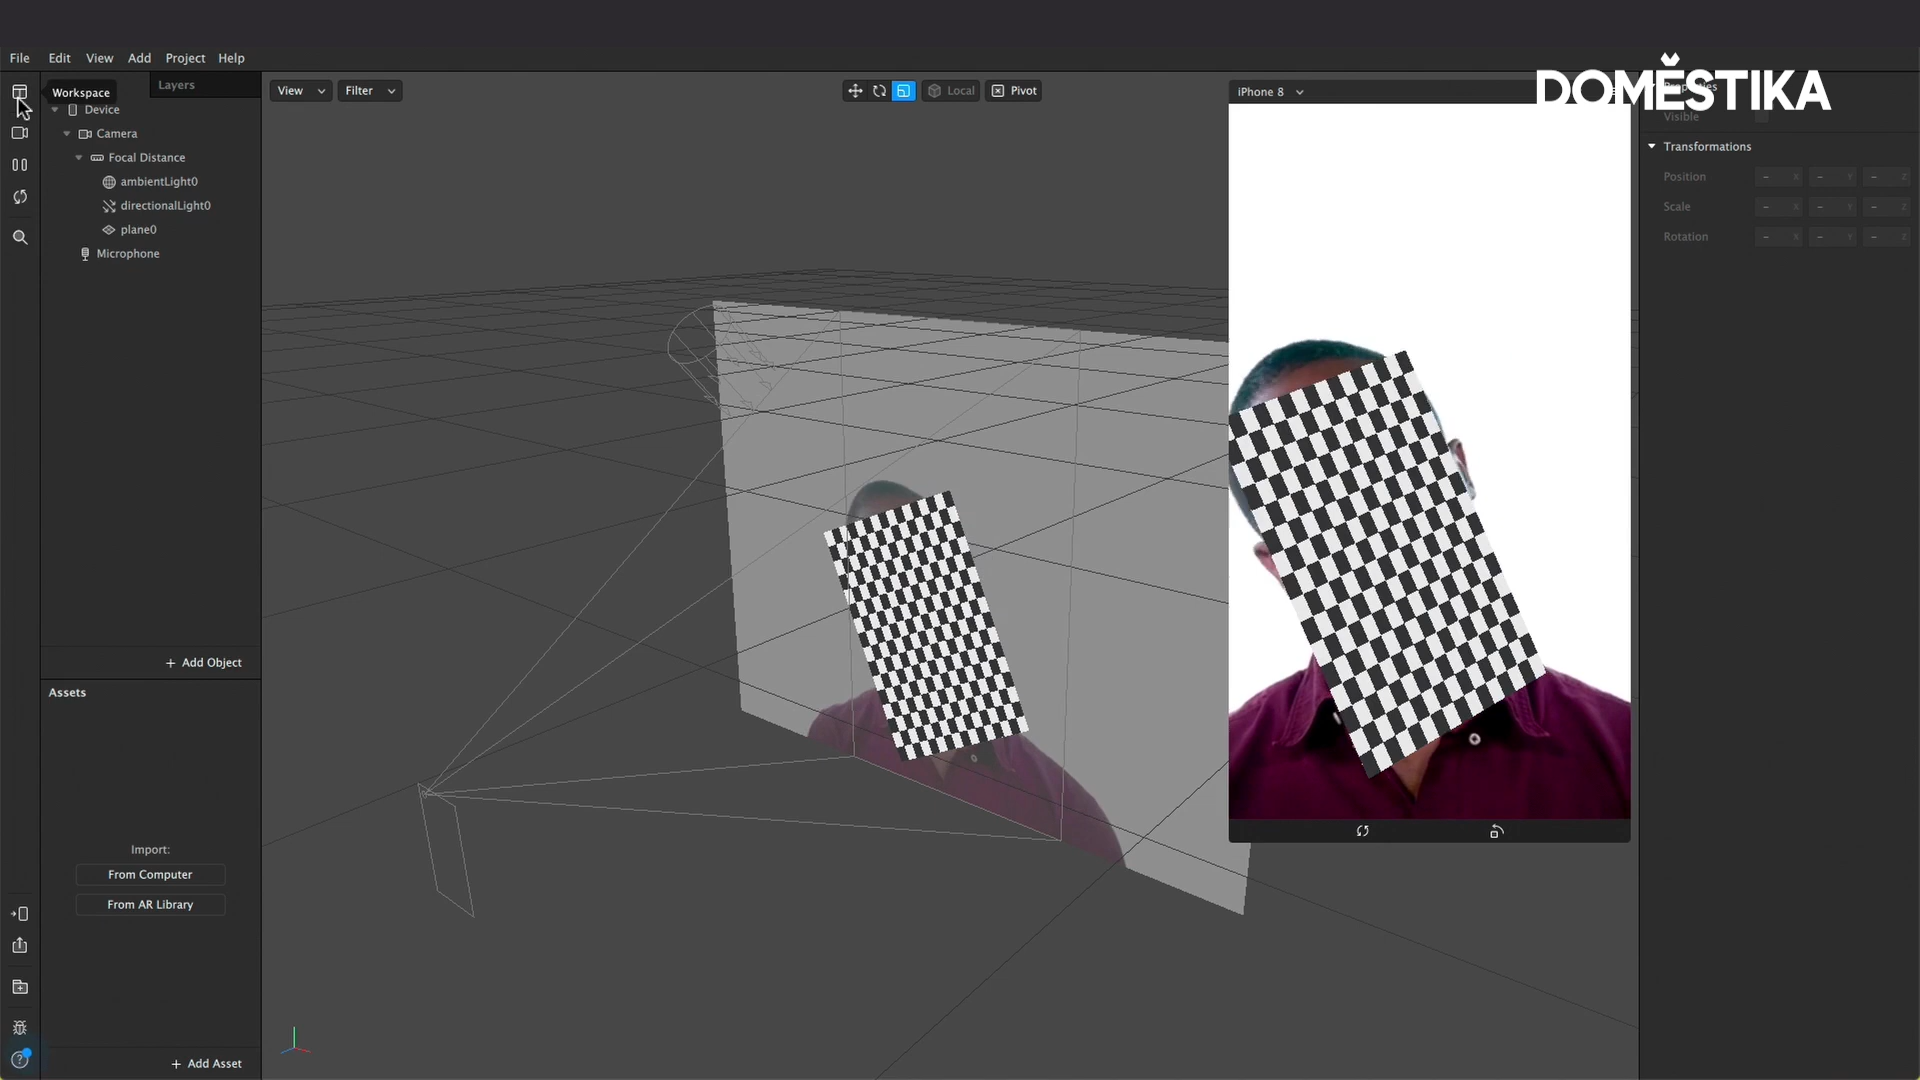 File Edit View Add Project Help
DOMĚSTIKA
Workspace
Layers
View
Filter
Local
Pivot
iPhone 8
Properties
Device
Visible
Camera
Transformations
Focal Distance
ambientLight0
Position - X - Y - Z
directionalLight0
Scale - X - Y - Z
plane0
Rotation - X - Y - Z
Microphone
+ Add Object
Assets
Import:
From Computer
From AR Library
+ Add Asset